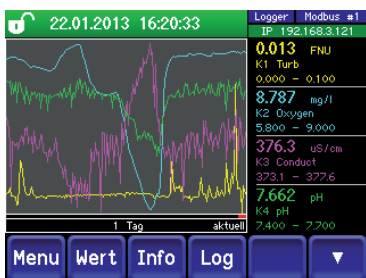 22.01.2013 16:20:33
Logger Modbus #1
IP 192.168.3.121
0.013 FNU
K1 Turb
0.000 - 0.100
8.787 mg/l
K2 Oxygen
5.800 - 9.000
376.3 uS/cm
K3 Conduct
373.1 - 377.6
7.662 pH
K4 pH
7.400 - 7.700
1 Tag aktuell
Menu Wert Info Log ▼